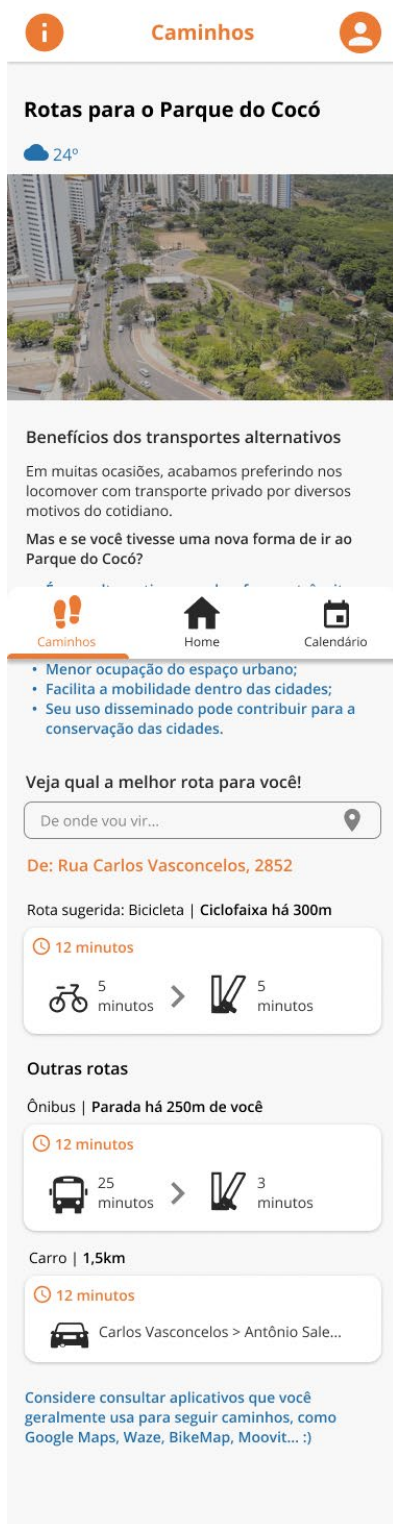 Caminhos
Rotas para o Parque do Cocó
24º
Benefícios dos transportes alternativos
Em muitas ocasiões, acabamos preferindo nos
locomover com transporte privado por diversos
motivos do cotidiano.
Mas e se você tivesse uma nova forma de ir ao
Parque do Cocó?
Caminhos
Home
Calendário
• Menor ocupação do espaço urbano;
• Facilita a mobilidade dentro das cidades;
• Seu uso disseminado pode contribuir para a
conservação das cidades.
Veja qual a melhor rota para você!
De onde vou vir...
De: Rua Carlos Vasconcelos, 2852
Rota sugerida: Bicicleta | Ciclofaixa há 300m
12 minutos
5
minutos
5
minutos
Outras rotas
Ônibus | Parada há 250m de você
12 minutos
25
minutos
3
minutos
Carro | 1,5km
12 minutos
Carlos Vasconcelos > Antônio Sale...
Considere consultar aplicativos que você
geralmente usa para seguir caminhos, como
Google Maps, Waze, BikeMap, Moovit... :)